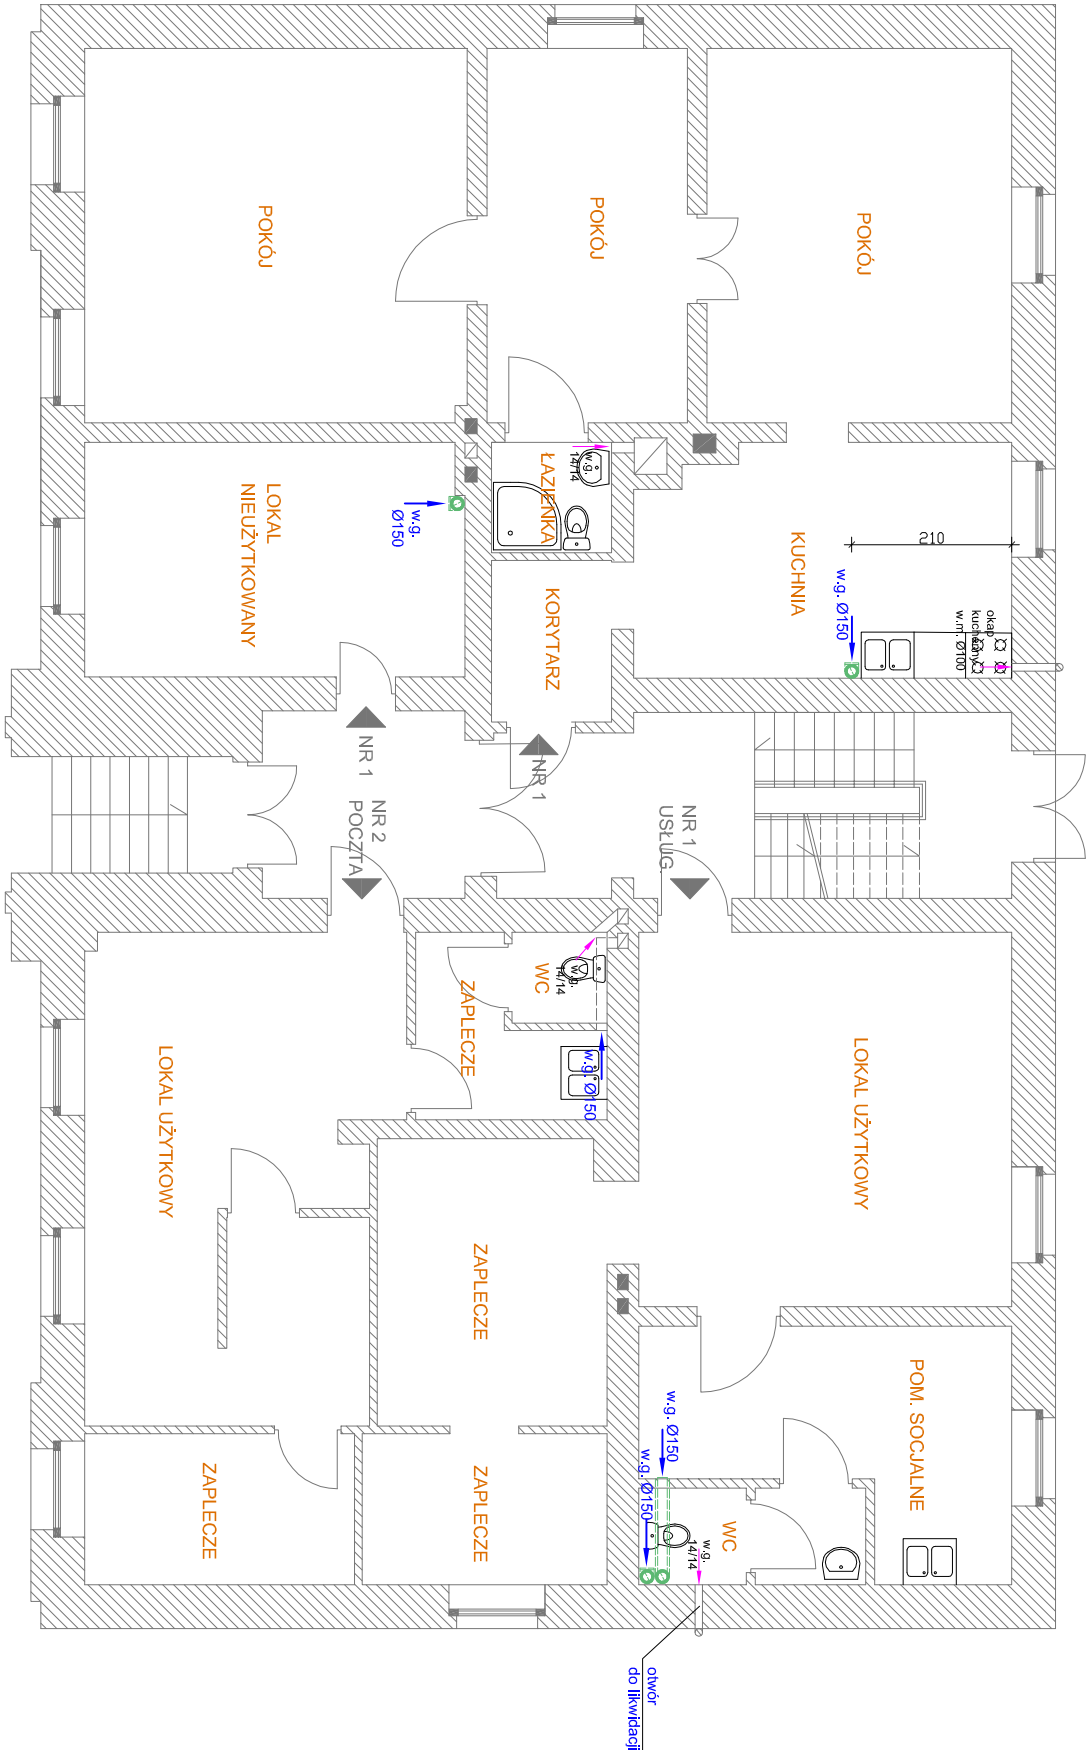 POKÓJ
POKÓJ
POKÓJ
LOKAL
NIEUŻYTKOWANY
w.g.
Ø150
ŁAZIENKA
w.g.
14/14
KORYTARZ
KUCHNIA
210
w.g. Ø150
okap
kuchenny
w.m. Ø100
NR 1
NR 2
POCZTA
NR 1
NR 1
USŁUG.
LOKAL UŻYTKOWY
ZAPLECZE
WC
w.g.
14/14
w.g. Ø150
LOKAL UŻYTKOWY
ZAPLECZE
ZAPLECZE
ZAPLECZE
POM. SOCJALNE
w.g. Ø150
w.g. Ø150
WC
w.g.
14/14
otwór
do likwidacji